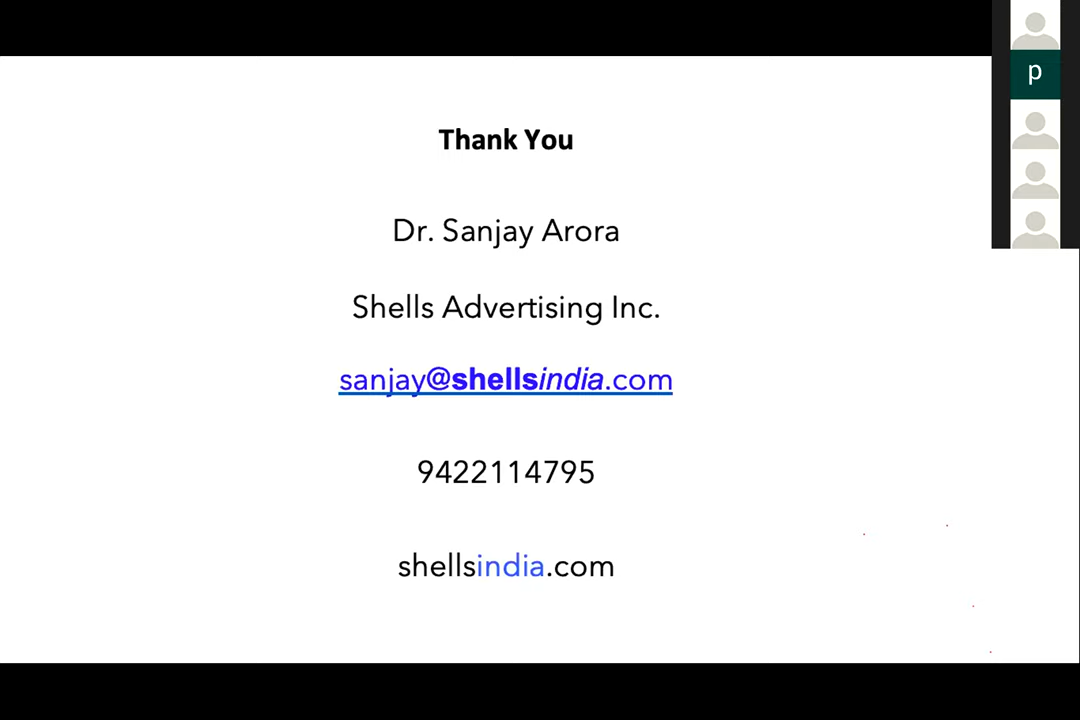 Thank You
Dr. Sanjay Arora
Shells Advertising Inc.
sanjay@shellsindia.com
9422114795
shellsindia.com
p